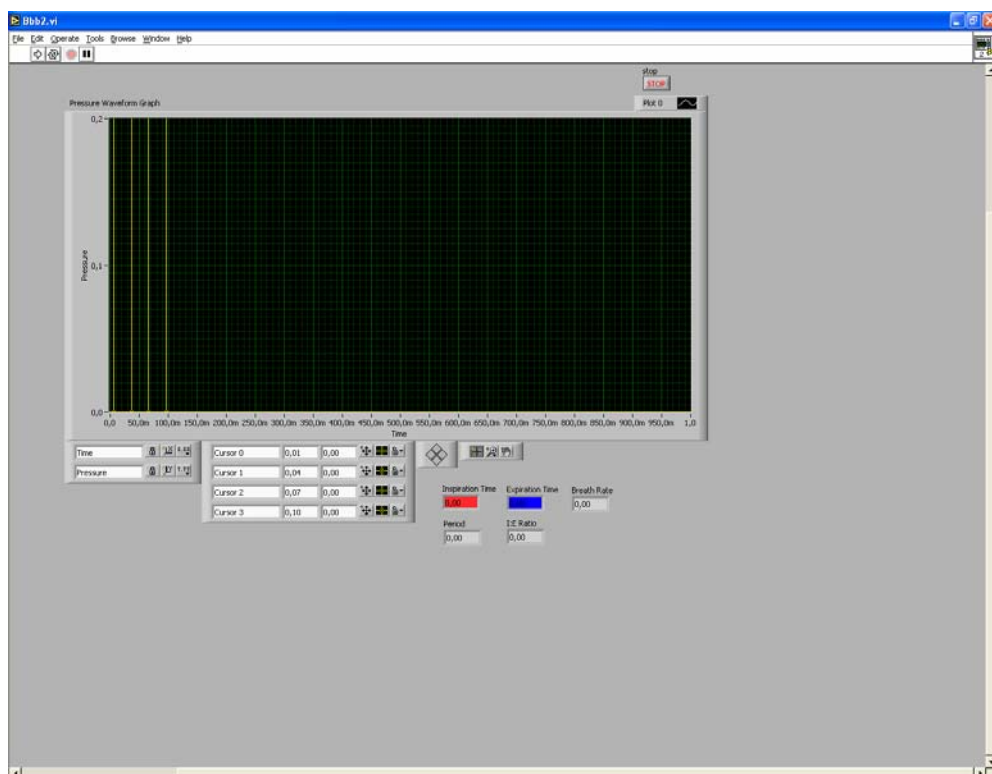 Bbb2.vi
File Edit Operate Tools Browse Window Help
2
stop
STOP
Pressure Waveform Graph
Plot 0
0,2
Pressure
0,1
0,0
0,0 50,0m 100,0m 150,0m 200,0m 250,0m 300,0m 350,0m 400,0m 450,0m 500,0m 550,0m 600,0m 650,0m 700,0m 750,0m 800,0m 850,0m 900,0m 950,0m 1,0
Time
Time
Pressure
Cursor 0 0,01 0,00
Cursor 1 0,04 0,00
Cursor 2 0,07 0,00
Cursor 3 0,10 0,00
Inspiration Time Expiration Time Breath Rate
0,00 0,00
Period I:E Ratio
0,00 0,00